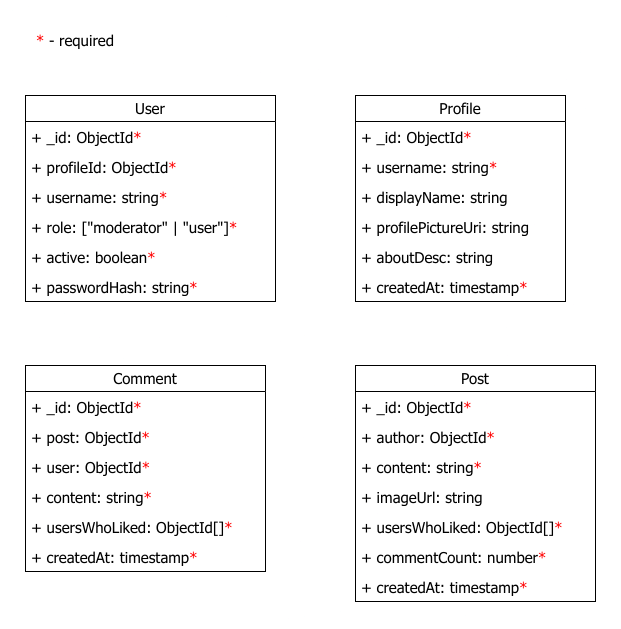 * - required
User
+ _id: ObjectId*
+ profileId: ObjectId*
+ username: string*
+ role: ["moderator" | "user"]*
+ active: boolean*
+ passwordHash: string*
Profile
+ _id: ObjectId*
+ username: string*
+ displayName: string
+ profilePictureUri: string
+ aboutDesc: string
+ createdAt: timestamp*
Comment
+ _id: ObjectId*
+ post: ObjectId*
+ user: ObjectId*
+ content: string*
+ usersWhoLiked: ObjectId[]*
+ createdAt: timestamp*
Post
+ _id: ObjectId*
+ author: ObjectId*
+ content: string*
+ imageUrl: string
+ usersWhoLiked: ObjectId[]*
+ commentCount: number*
+ createdAt: timestamp*